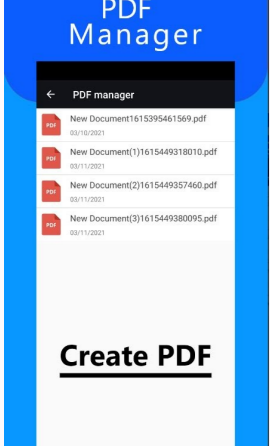 PDF
Manager
PDF manager
New Document1615395461569.pdf
PDF
03/10/2021
New Document(1)1615449318010.pdf
PDF
03/11/2021
New Document(2)1615449357460.pdf
PDF
03/11/2021
New Document(3)1615449380095.pdf
PDF
03/11/2021
Create PDF